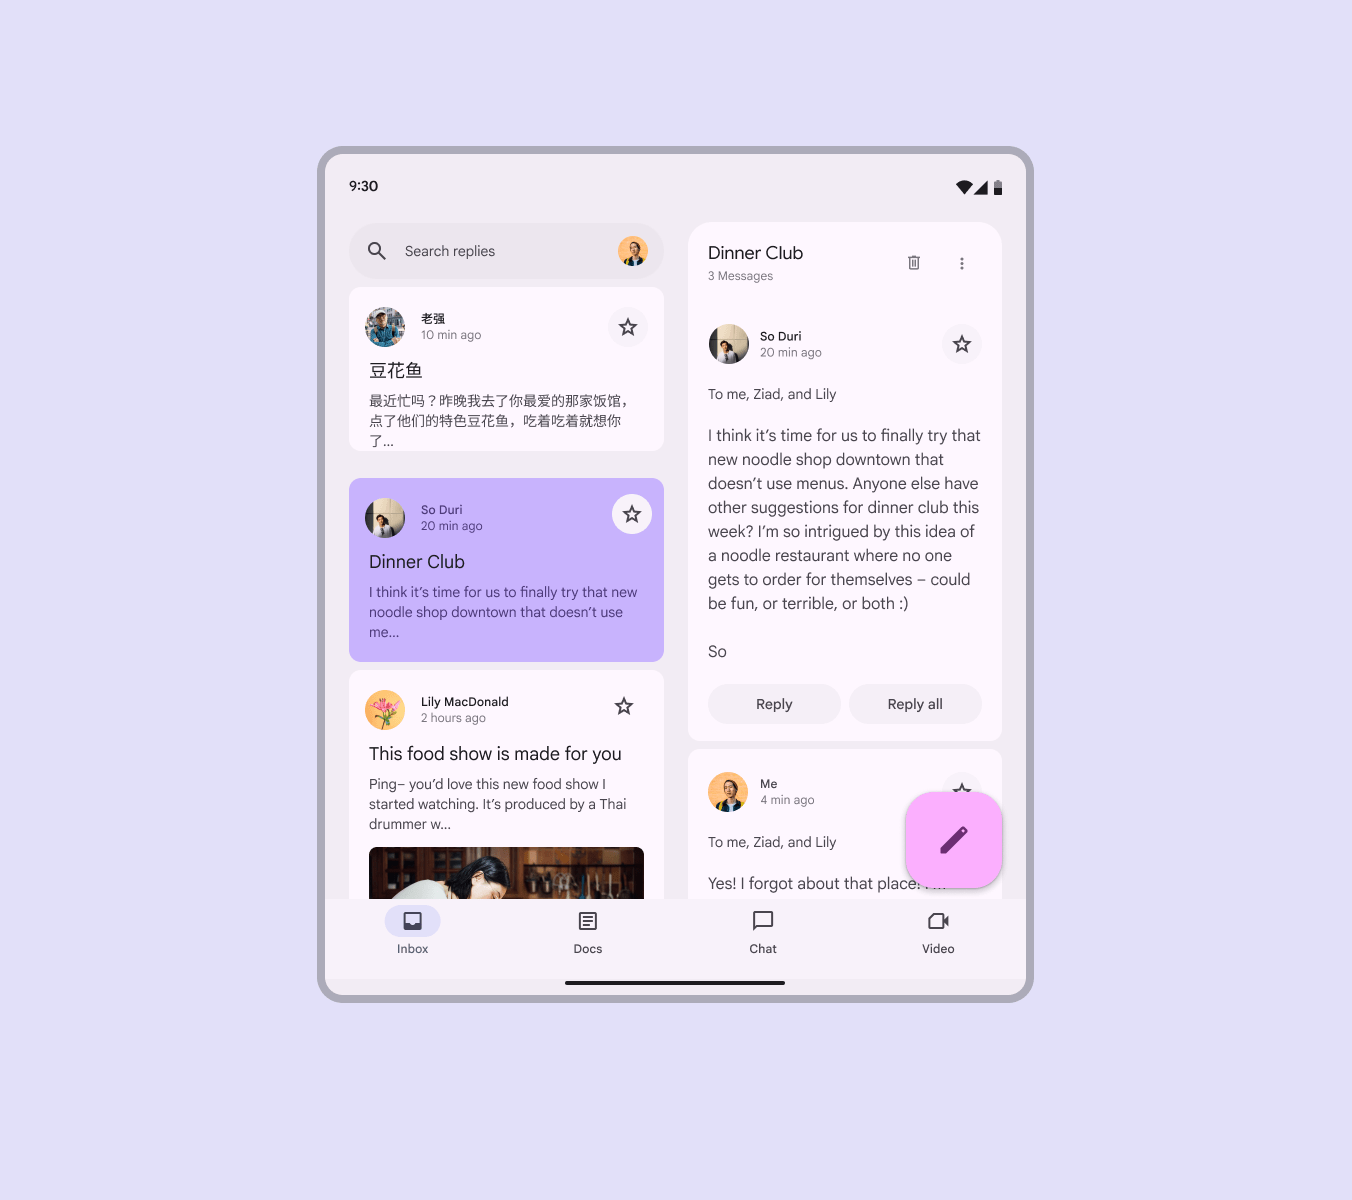 9:30
Search replies
老强
10 min ago
豆花鱼
最近忙吗？昨晚我去了你最爱的那家饭馆，
点了他们的特色豆花鱼，吃着吃着就想你
了...
So Duri
20 min ago
Dinner Club
I think it’s time for us to finally try that new
noodle shop downtown that doesn’t use
me...
Lily MacDonald
2 hours ago
This food show is made for you
Ping– you’d love this new food show I
started watching. It’s produced by a Thai
drummer w...
Dinner Club
3 Messages
So Duri
20 min ago
To me, Ziad, and Lily
I think it’s time for us to finally try that
new noodle shop downtown that
doesn’t use menus. Anyone else have
other suggestions for dinner club this
week? I’m so intrigued by this idea of
a noodle restaurant where no one
gets to order for themselves – could
be fun, or terrible, or both :)
So
Reply
Reply all
Me
4 min ago
To me, Ziad, and Lily
Yes! I forgot about that place!
Inbox
Docs
Chat
Video